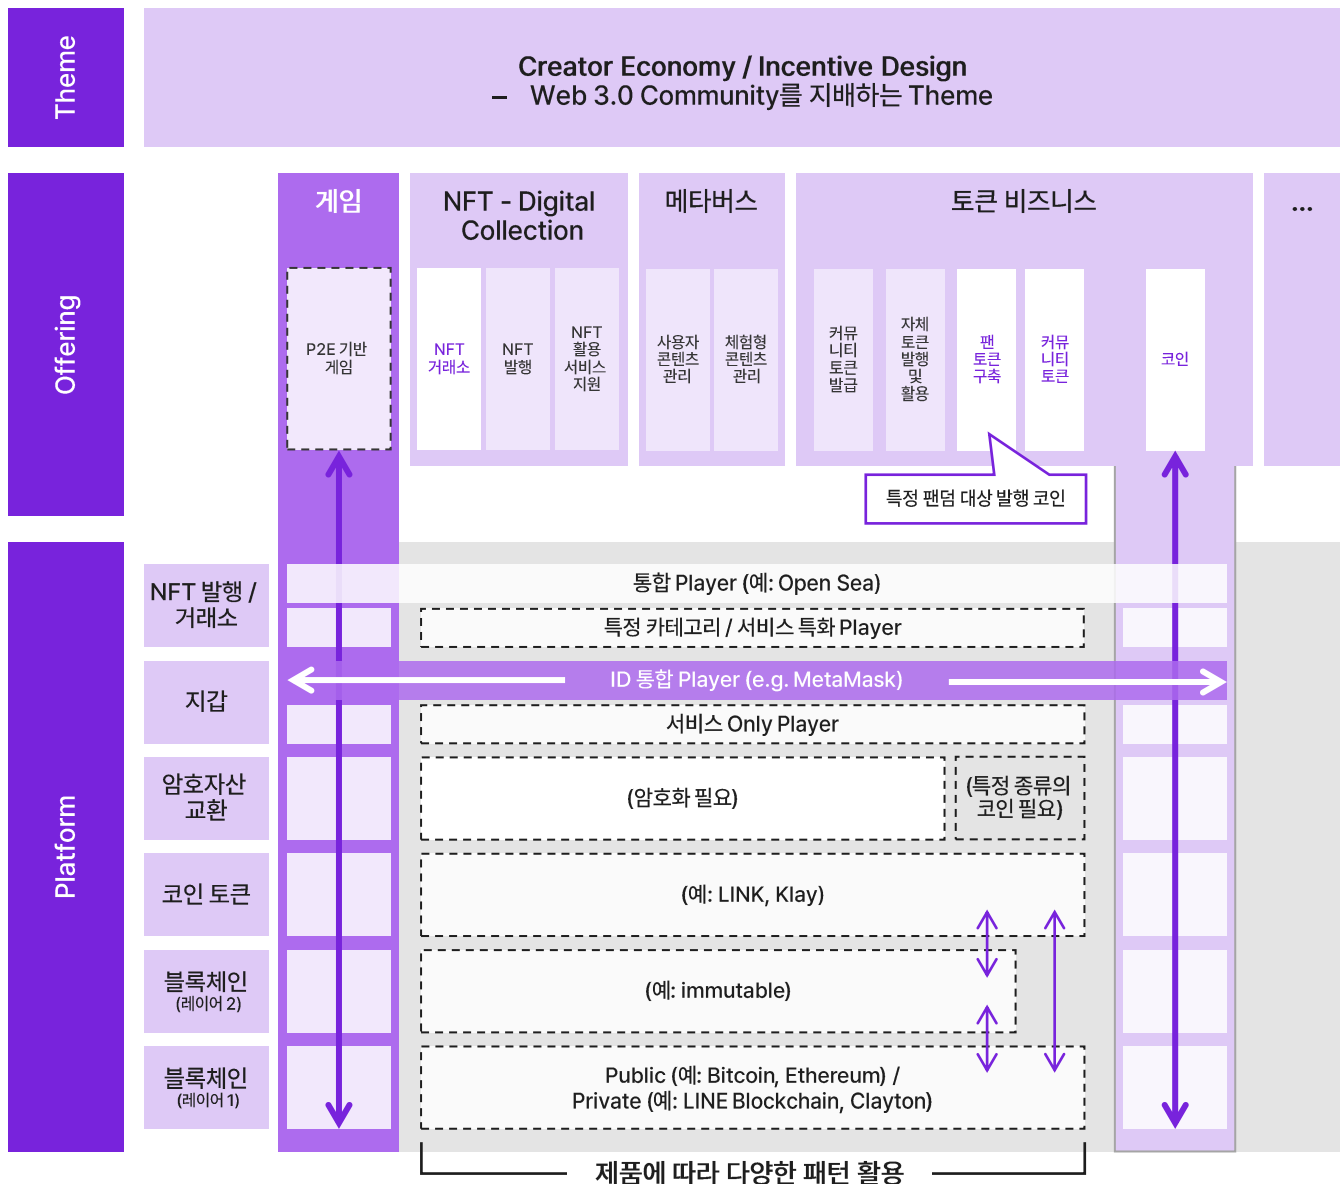 Theme
Creator Economy / Incentive Design
– Web 3.0 Community를 지배하는 Theme
Offering
게임
P2E 기반
게임
NFT - Digital
Collection
NFT
거래소
NFT
발행
NFT
활용
서비스
지원
메타버스
사용자
콘텐츠
관리
체험형
콘텐츠
관리
토큰 비즈니스
커뮤
니티
토큰
발급
자체
토큰
발행
및
활용
팬
토큰
구축
커뮤
니티
토큰
코인
...
특정 팬덤 대상 발행 코인
Platform
NFT 발행 /
거래소
통합 Player (예: Open Sea)
특정 카테고리 / 서비스 특화 Player
지갑
ID 통합 Player (e.g. MetaMask)
서비스 Only Player
암호자산
교환
(암호화 필요)
(특정 종류의
코인 필요)
코인 토큰
(예: LINK, Klay)
블록체인
(레이어 2)
(예: immutable)
블록체인
(레이어 1)
Public (예: Bitcoin, Ethereum) /
Private (예: LINE Blockchain, Clayton)
제품에 따라 다양한 패턴 활용